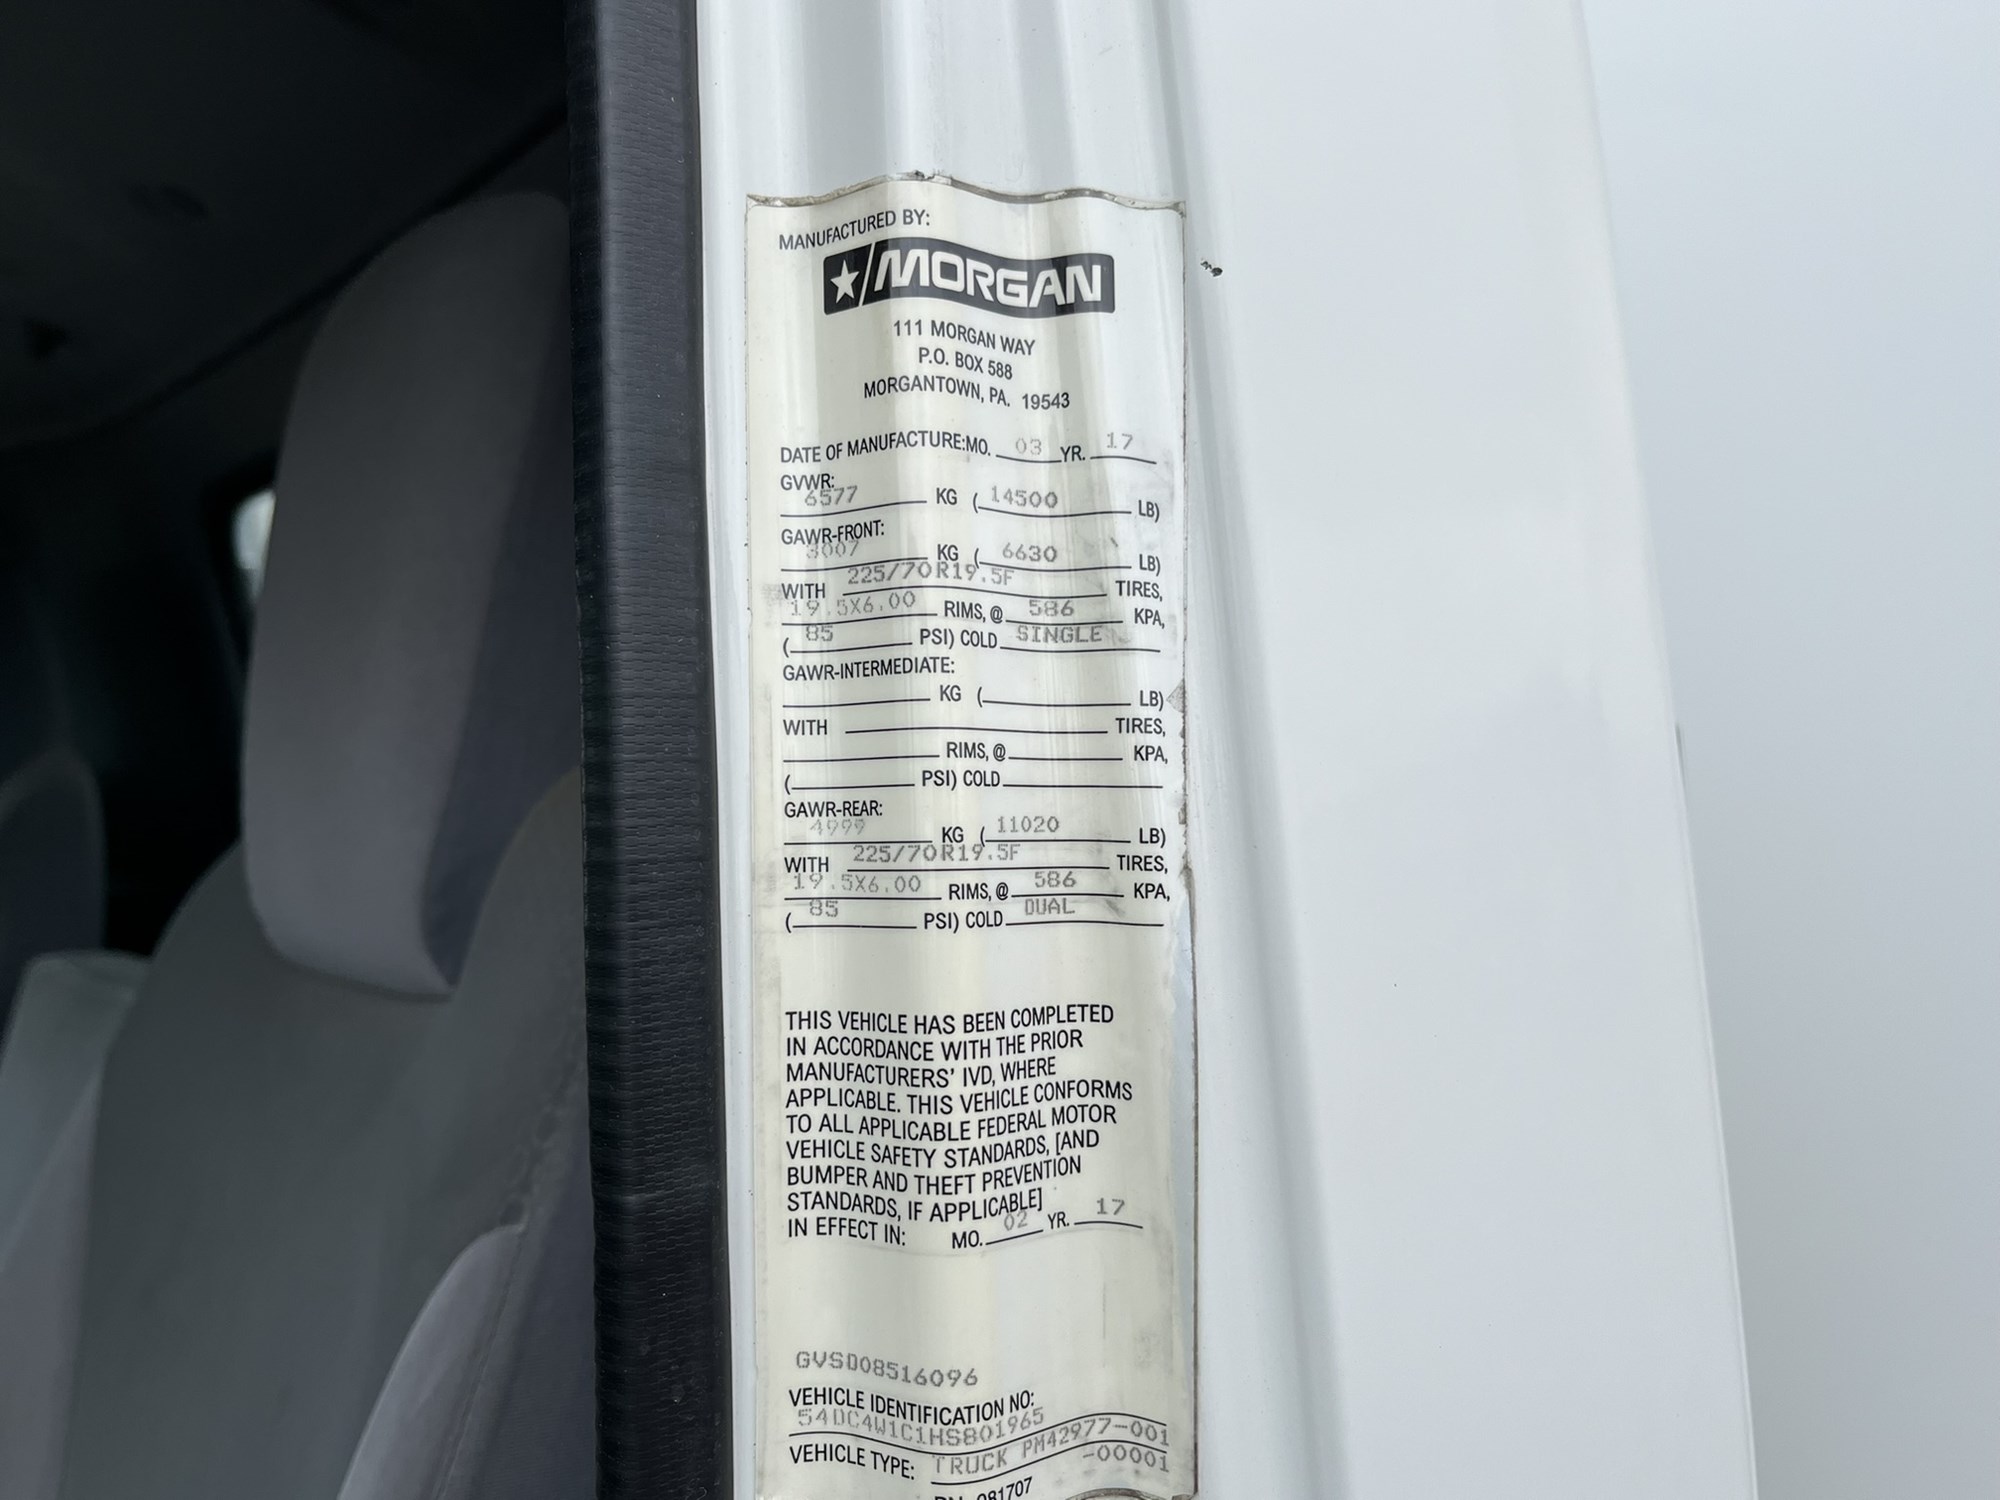 MANUFACTURED BY:
MORGAN
111 MORGAN WAY
P.O. BOX 588
MORGANTOWN, PA. 19543
DATE OF MANUFACTURE:MO. 03 YR. 17
GVWR:
6577 KG ( 14500 LB)
GAWR-FRONT:
3007 KG ( 6630 LB)
WITH 225/70R19.5F TIRES,
19.5X6.00 RIMS, @ 586 KPA,
( 85 PSI) COLD SINGLE
GAWR-INTERMEDIATE:
KG ( LB)
WITH TIRES,
RIMS, @ KPA,
( PSI) COLD
GAWR-REAR:
4999 KG ( 11020 LB)
WITH 225/70R19.5F TIRES,
19.5X6.00 RIMS, @ 586 KPA,
( 85 PSI) COLD DUAL
THIS VEHICLE HAS BEEN COMPLETED
IN ACCORDANCE WITH THE PRIOR
MANUFACTURERS' IVD, WHERE
APPLICABLE. THIS VEHICLE CONFORMS
TO ALL APPLICABLE FEDERAL MOTOR
VEHICLE SAFETY STANDARDS, [AND
BUMPER AND THEFT PREVENTION
STANDARDS, IF APPLICABLE]
IN EFFECT IN: MO. 02 YR. 17
GVSD08516096
VEHICLE IDENTIFICATION NO:
54DC4W1C1HS801965
VEHICLE TYPE: TRUCK PM42977-001
-00001
081707